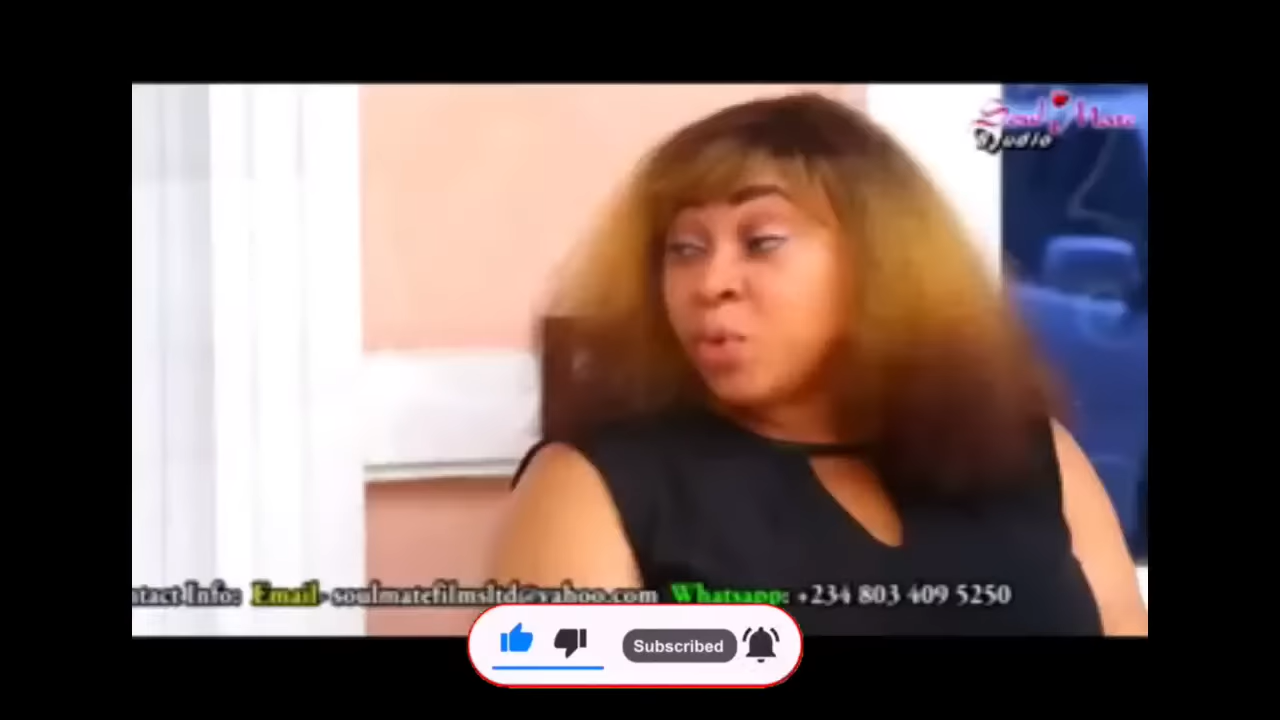 Soul Mate
Studio
ntact Info: Email- soulmatefilmsltd@yahoo.com Whatsapp: +234 803 409 5250
Subscribed